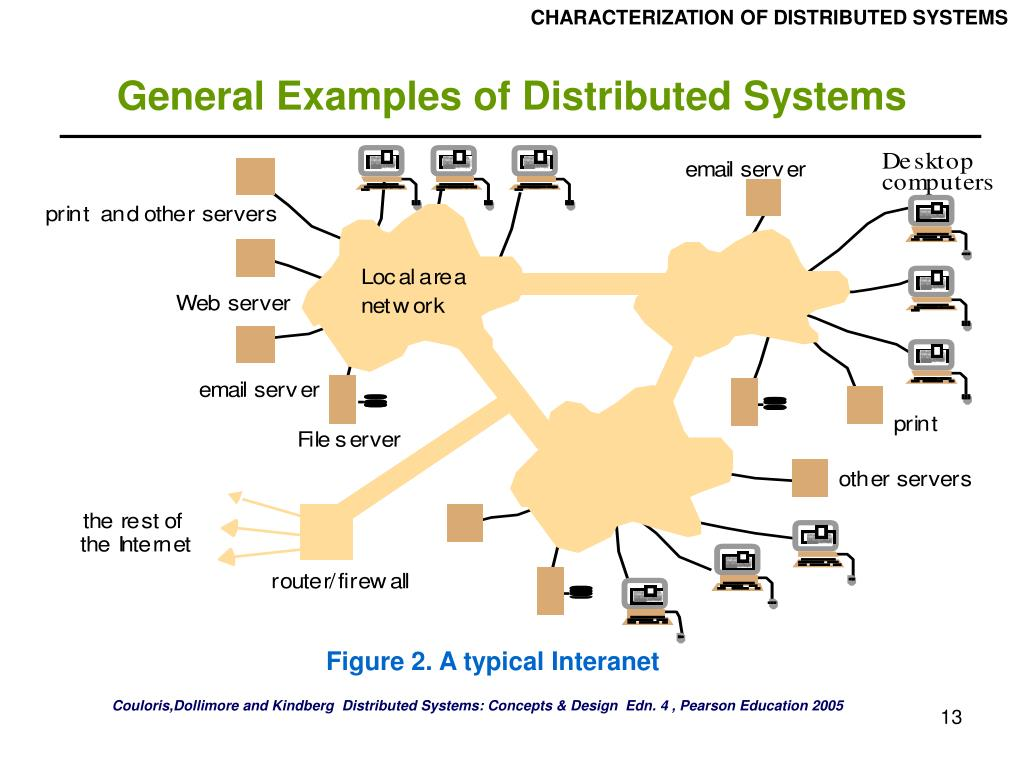 CHARACTERIZATION OF DISTRIBUTED SYSTEMS
General Examples of Distributed Systems
email server
Desktop
computers
print and other servers
Local area
network
Web server
email server
File server
print
other servers
the rest of
the Internet
router/firewall
Figure 2. A typical Interanet
Couloris,Dollimore and Kindberg Distributed Systems: Concepts & Design Edn. 4 , Pearson Education 2005
13